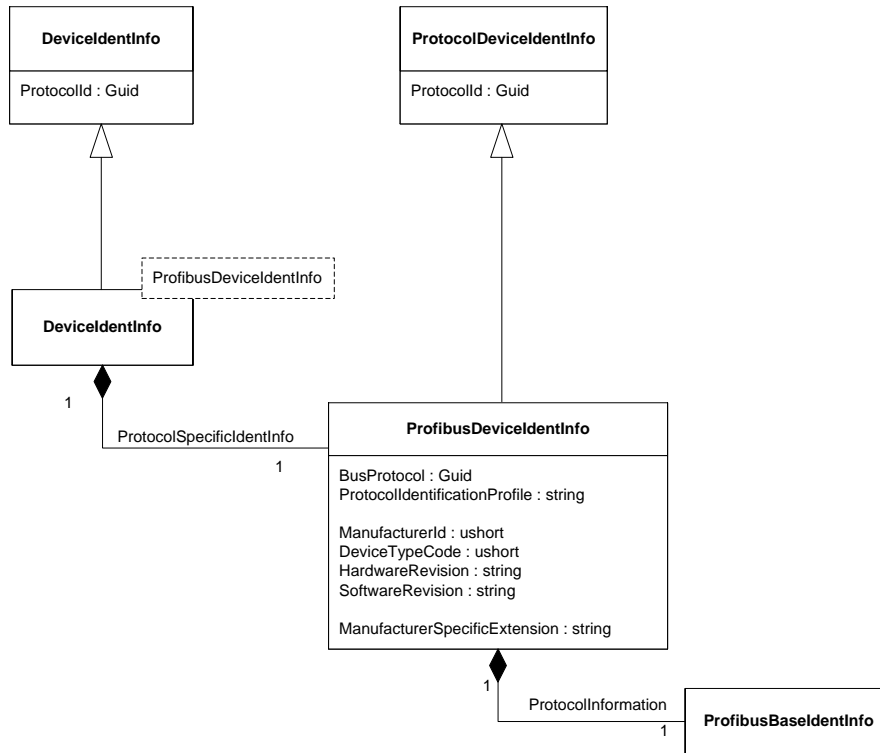 DeviceIdentInfo
ProtocolId : Guid
ProtocolDeviceIdentInfo
ProtocolId : Guid
ProfibusDeviceIdentInfo
DeviceIdentInfo
1
ProtocolSpecificIdentInfo
1
ProfibusDeviceIdentInfo
BusProtocol : Guid
ProtocolIdentificationProfile : string
ManufacturerId : ushort
DeviceTypeCode : ushort
HardwareRevision : string
SoftwareRevision : string
ManufacturerSpecificExtension : string
1
ProtocolInformation
1
ProfibusBaseIdentInfo